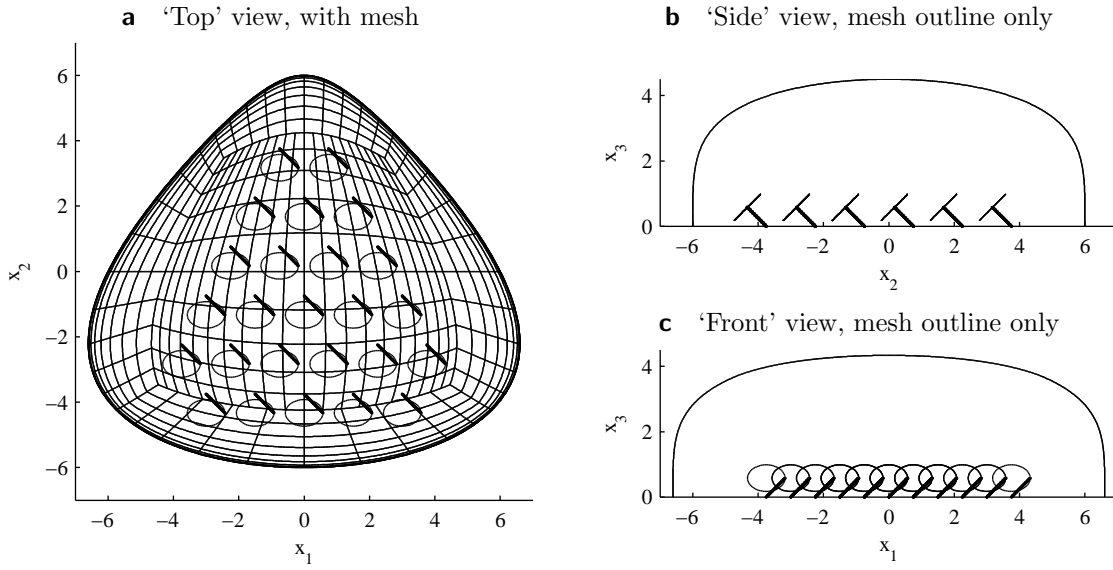 a ‘Top’ view, with mesh
6
4
2
0
−2
−4
−6
x2
−6 −4 −2 0 2 4 6
x1
b ‘Side’ view, mesh outline only
4
2
0
x3
−6 −4 −2 0 2 4 6
x2
c ‘Front’ view, mesh outline only
4
2
0
x3
−6 −4 −2 0 2 4 6
x1